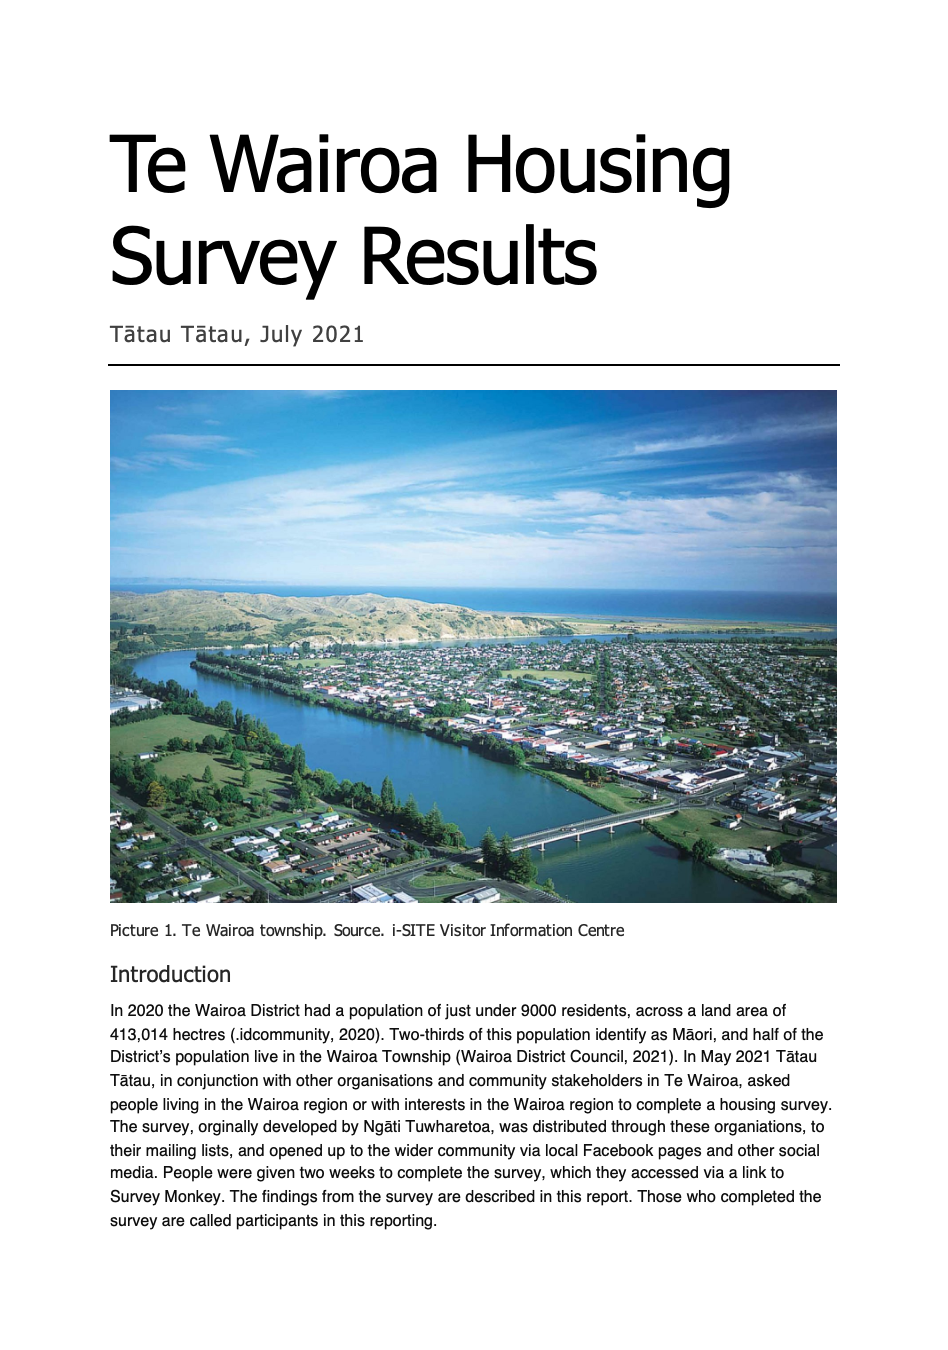 Te Wairoa Housing
Survey Results
Tātau Tātau, July 2021
Picture 1. Te Wairoa township. Source. i-SITE Visitor Information Centre
Introduction
In 2020 the Wairoa District had a population of just under 9000 residents, across a land area of
413,014 hectres (.idcommunity, 2020). Two-thirds of this population identify as Māori, and half of the
District’s population live in the Wairoa Township (Wairoa District Council, 2021). In May 2021 Tātau
Tātau, in conjunction with other organisations and community stakeholders in Te Wairoa, asked
people living in the Wairoa region or with interests in the Wairoa region to complete a housing survey.
The survey, orginally developed by Ngāti Tuwharetoa, was distributed through these organiations, to
their mailing lists, and opened up to the wider community via local Facebook pages and other social
media. People were given two weeks to complete the survey, which they accessed via a link to
Survey Monkey. The findings from the survey are described in this report. Those who completed the
survey are called participants in this reporting.